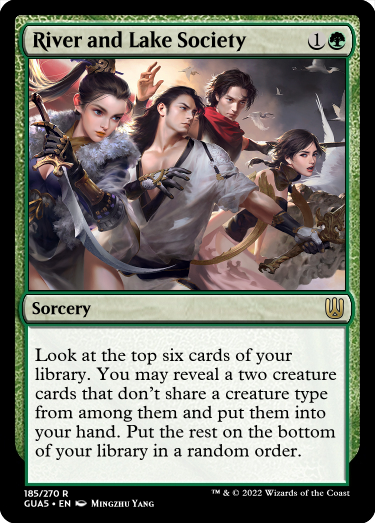 River and Lake Society 1
Sorcery
Look at the top six cards of your
library. You may reveal a two creature
cards that don't share a creature type
from among them and put them into
your hand. Put the rest on the bottom
of your library in a random order.
185/270 R
GUA5 • EN Mingzhu Yang
™ & © 2022 Wizards of the Coast